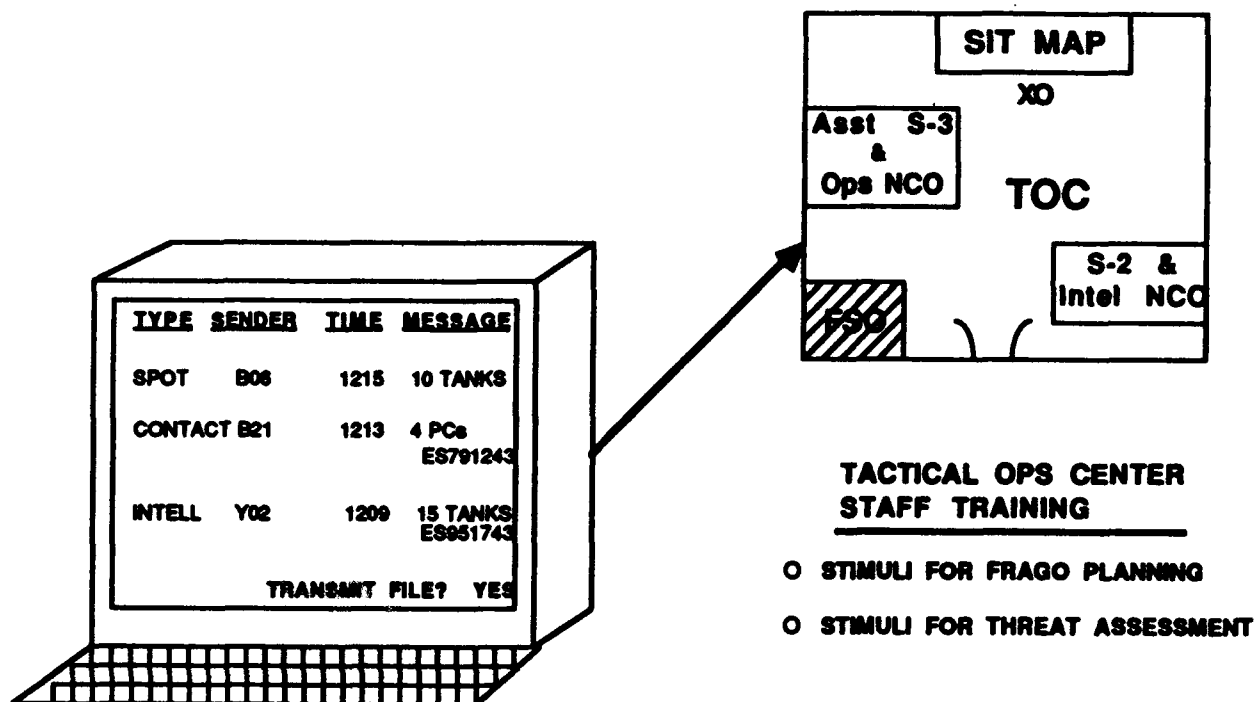 TYPE SENDER TIME MESSAGE
SPOT B06 1215 10 TANKS
CONTACT B21 1213 4 PCs
ES791243
INTELL Y02 1209 15 TANKS
ES951743
TRANSMIT FILE? YES
SIT MAP
XO
Asst S-3
&
Ops NCO
TOC
S-2 &
Intel NCO
FSO
TACTICAL OPS CENTER
STAFF TRAINING
O STIMULI FOR FRAGO PLANNING
O STIMULI FOR THREAT ASSESSMENT